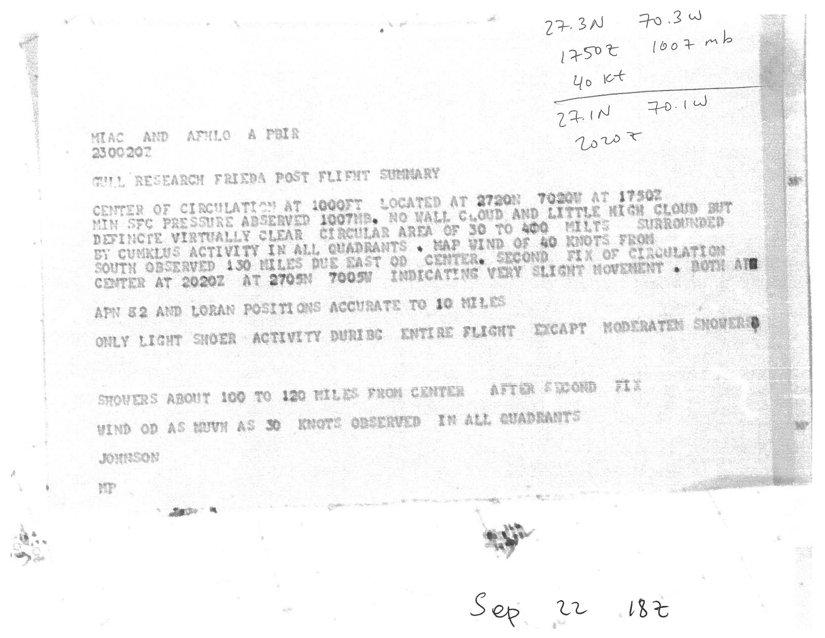 27.3N 70.3W
1750Z 1007 mb
40 kt
27.1N 70.1W
2020Z
MIAC AND AFHLO A PBIR
230020Z
GULL RESEARCH FRIEDA POST FLIFHT SUMMARY
CENTER OF CIRCULATION AT 1000FT LOCATED AT 2720N 7020W AT 1750Z
MIN SFC PRESSURE ABSERVED 1007MB. NO WALL CLOUD AND LITTLE HIGH CLOUD BUT
DEFINCTE VIRTUALLY CLEAR CIRCULAR AREA OF 30 TO 400 MILTS SURROUNDED
BY CUMKLUS ACTIVITY IN ALL QUADRANTS . MAP WIND OF 40 KNOTS FROM
SOUTH OBSERVED 130 MILES DUE EAST OD CENTER. SECOND FIX OF CIRCULATION
CENTER AT 2020Z AT 2705N 7005W INDICATING VERY SLIGHT MOVEMENT . BOTH
APN 82 AND LORAN POSITIONS ACCURATE TO 10 MILES
ONLY LIGHT SHOER ACTIVITY DURIBG ENTIRE FLIGHT EXCAPT MODERATEM SHOWERS
SHOWERS ABOUT 100 TO 120 MILES FROM CENTER AFTER SECOND FIX
WIND OD AS MUVH AS 30 KNOTS OBSERVED IN ALL QUADRANTS
JOHNSON
MP
Sep 22 18Z